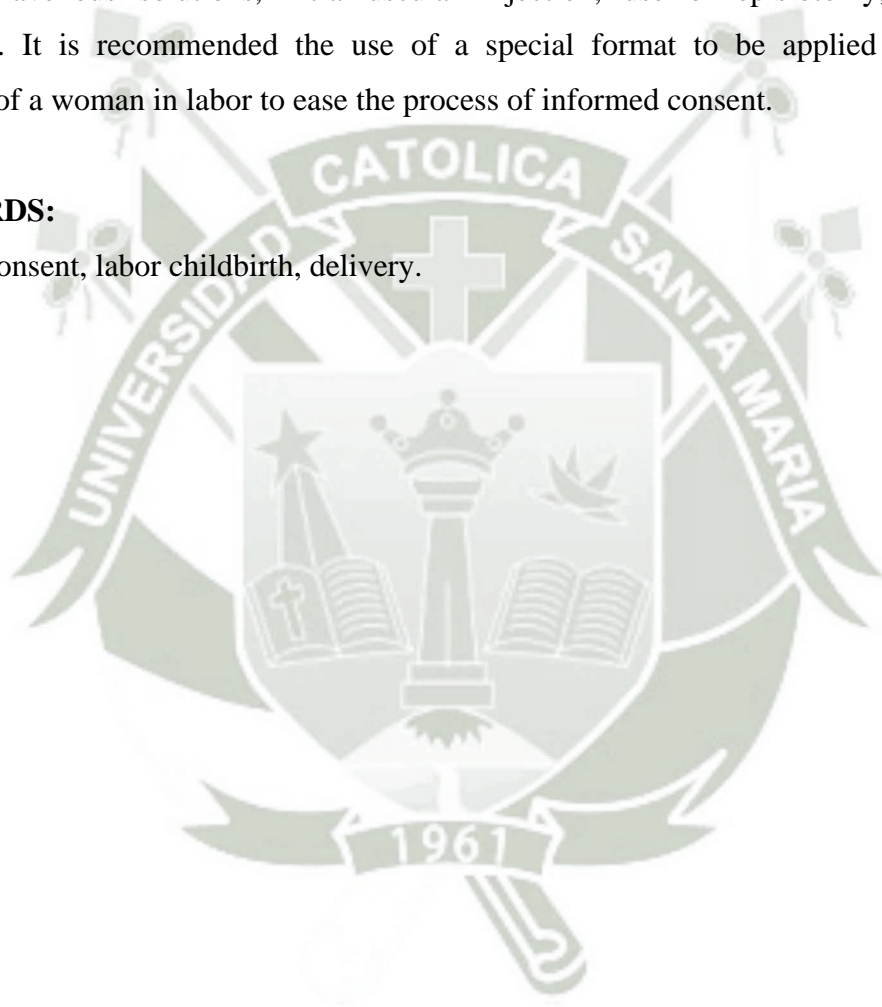 . It is recommended the use of a special format to be applied
of a woman in labor to ease the process of informed consent.
RDS:
onsent, labor childbirth, delivery.
UNIVERSIDAD CATOLICA SANTA MARIA
1961